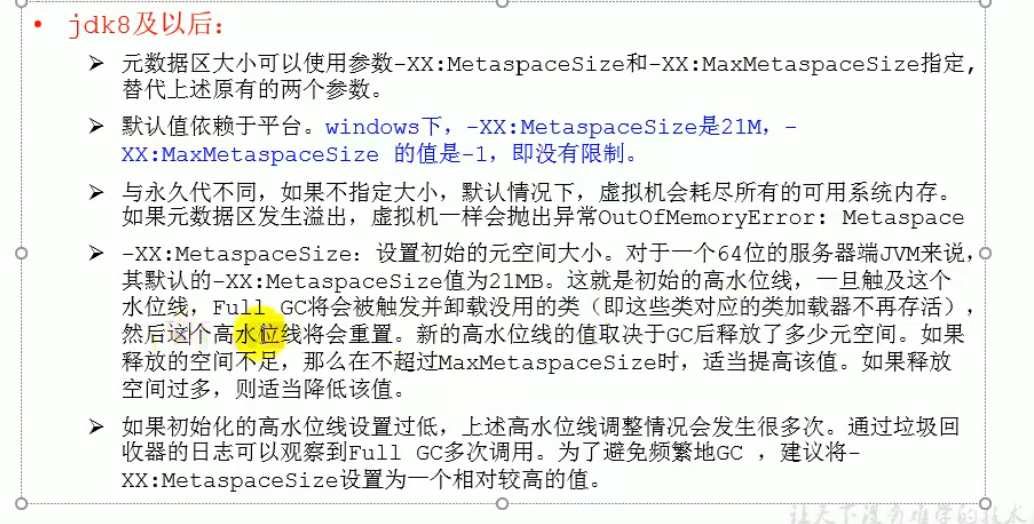 • jdk8及以后：
➢ 元数据区大小可以使用参数-XX:MetaspaceSize和-XX:MaxMetaspaceSize指定,
替代上述原有的两个参数。
➢ 默认值依赖于平台。windows下，-XX:MetaspaceSize是21M，-
XX:MaxMetaspaceSize 的值是-1，即没有限制。
➢ 与永久代不同，如果不指定大小，默认情况下，虚拟机会耗尽所有的可用系统内存。
如果元数据区发生溢出，虚拟机一样会抛出异常OutOfMemoryError: Metaspace
➢ -XX:MetaspaceSize：设置初始的元空间大小。对于一个64位的服务器端JVM来说，
其默认的-XX:MetaspaceSize值为21MB。这就是初始的高水位线，一旦触及这个
水位线，Full GC将会被触发并卸载没用的类（即这些类对应的类加载器不再存活），
然后这个高水位线将会重置。新的高水位线的值取决于GC后释放了多少元空间。如果
释放的空间不足，那么在不超过MaxMetaspaceSize时，适当提高该值。如果释放
空间过多，则适当降低该值。
➢ 如果初始化的高水位线设置过低，上述高水位线调整情况会发生很多次。通过垃圾回
收器的日志可以观察到Full GC多次调用。为了避免频繁地GC ，建议将-
XX:MetaspaceSize设置为一个相对较高的值。
让天下没有难学的技术